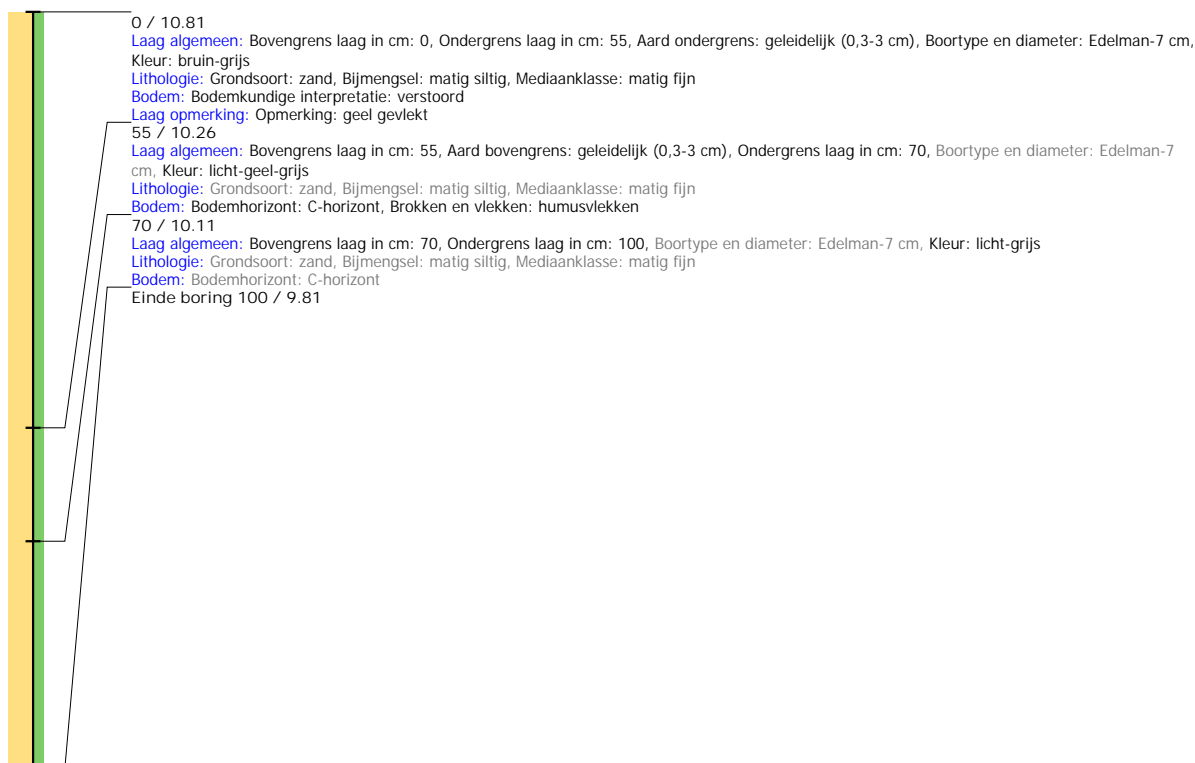 0 / 10.81
Laag algemeen: Bovengrens laag in cm: 0, Ondergrens laag in cm: 55, Aard ondergrens: geleidelijk (0,3-3 cm), Boortype en diameter: Edelman-7 cm,
Kleur: bruin-grijs
Lithologie: Grondsoort: zand, Bijmengsel: matig siltig, Mediaanklasse: matig fijn
Bodem: Bodemkundige interpretatie: verstoord
Laag opmerking: Opmerking: geel gevlekt
55 / 10.26
Laag algemeen: Bovengrens laag in cm: 55, Aard bovengrens: geleidelijk (0,3-3 cm), Ondergrens laag in cm: 70, Boortype en diameter: Edelman-7
cm, Kleur: licht-geel-grijs
Lithologie: Grondsoort: zand, Bijmengsel: matig siltig, Mediaanklasse: matig fijn
Bodem: Bodemhorizont: C-horizont, Brokken en vlekken: humusvlekken
70 / 10.11
Laag algemeen: Bovengrens laag in cm: 70, Ondergrens laag in cm: 100, Boortype en diameter: Edelman-7 cm, Kleur: licht-grijs
Lithologie: Grondsoort: zand, Bijmengsel: matig siltig, Mediaanklasse: matig fijn
Bodem: Bodemhorizont: C-horizont
Einde boring 100 / 9.81